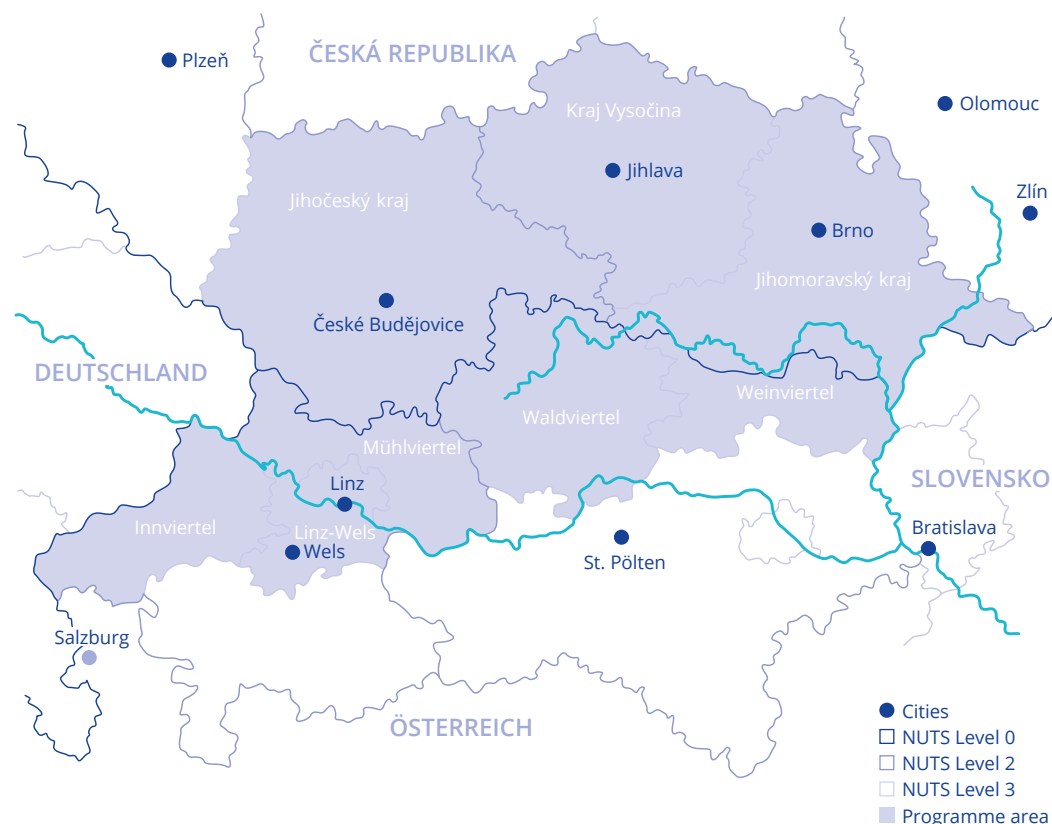 ČESKÁ REPUBLIKA
Plzeň
Olomouc
Kraj Vysočina
Jihlava
Zlín
Jihočeský kraj
Brno
Jihomoravský kraj
České Budějovice
DEUTSCHLAND
Weinviertel
Waldviertel
Mühlviertel
SLOVENSKO
Linz
Innviertel
Linz-Wels
Bratislava
Wels
St. Pölten
Salzburg
ÖSTERREICH
Cities
NUTS Level 0
NUTS Level 2
NUTS Level 3
Programme area